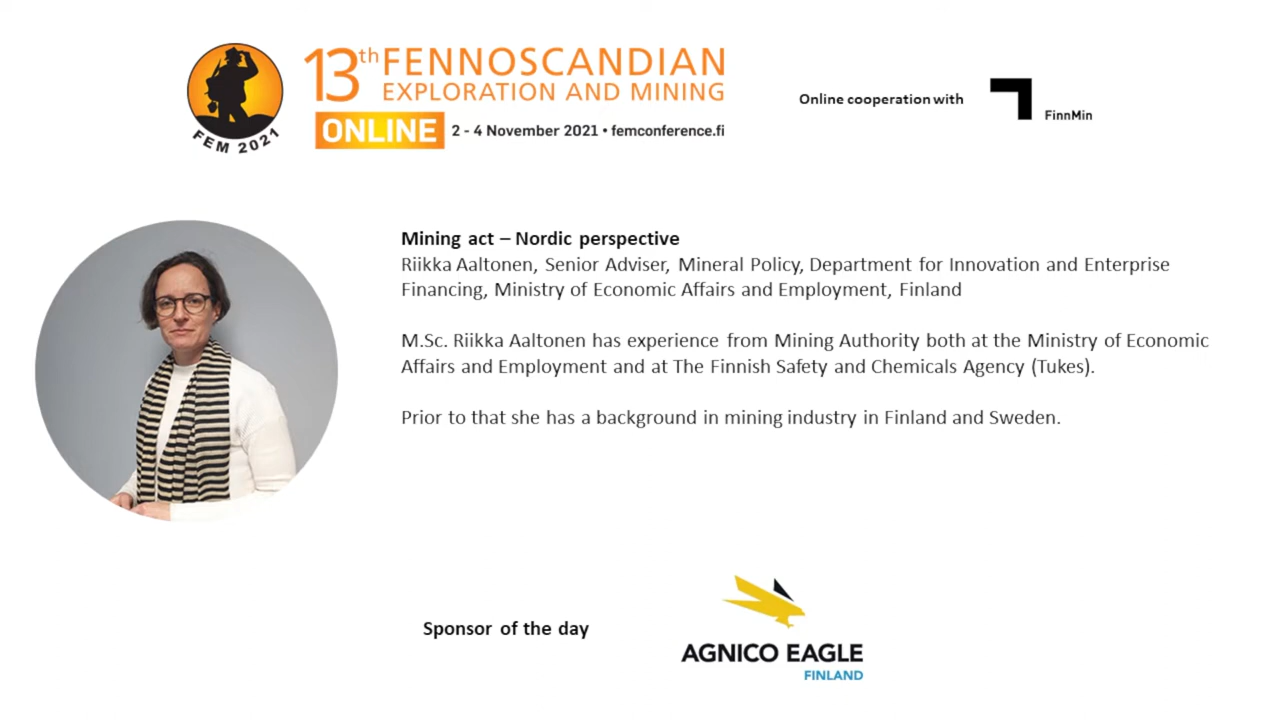 13th FENNOSCANDIAN
EXPLORATION AND MINING
ONLINE 2 - 4 November 2021 • femconference.fi
FEM 2021
Online cooperation with
FinnMin
Mining act – Nordic perspective
Riikka Aaltonen, Senior Adviser, Mineral Policy, Department for Innovation and Enterprise
Financing, Ministry of Economic Affairs and Employment, Finland
M.Sc. Riikka Aaltonen has experience from Mining Authority both at the Ministry of Economic
Affairs and Employment and at The Finnish Safety and Chemicals Agency (Tukes).
Prior to that she has a background in mining industry in Finland and Sweden.
Sponsor of the day
AGNICO EAGLE
FINLAND